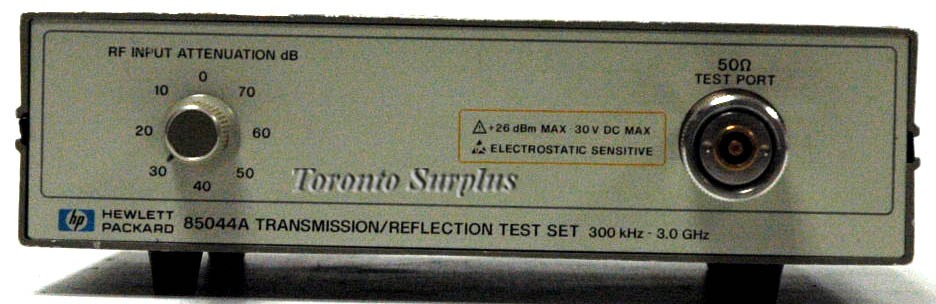 RF INPUT ATTENUATION dB
0
10 70
20 60
30 50
40
50Ω
TEST PORT
+26 dBm MAX 30V DC MAX
ELECTROSTATIC SENSITIVE
Toronto Surplus
hp HEWLETT
PACKARD
85044A TRANSMISSION/REFLECTION TEST SET 300 kHz - 3.0 GHz